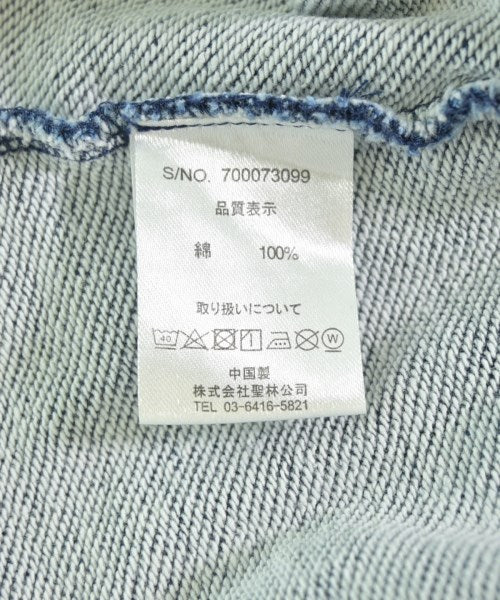 S/NO. 700073099
品質表示
綿 100%
取り扱いについて
40 W
中国製
株式会社聖林公司
TEL 03-6416-5821